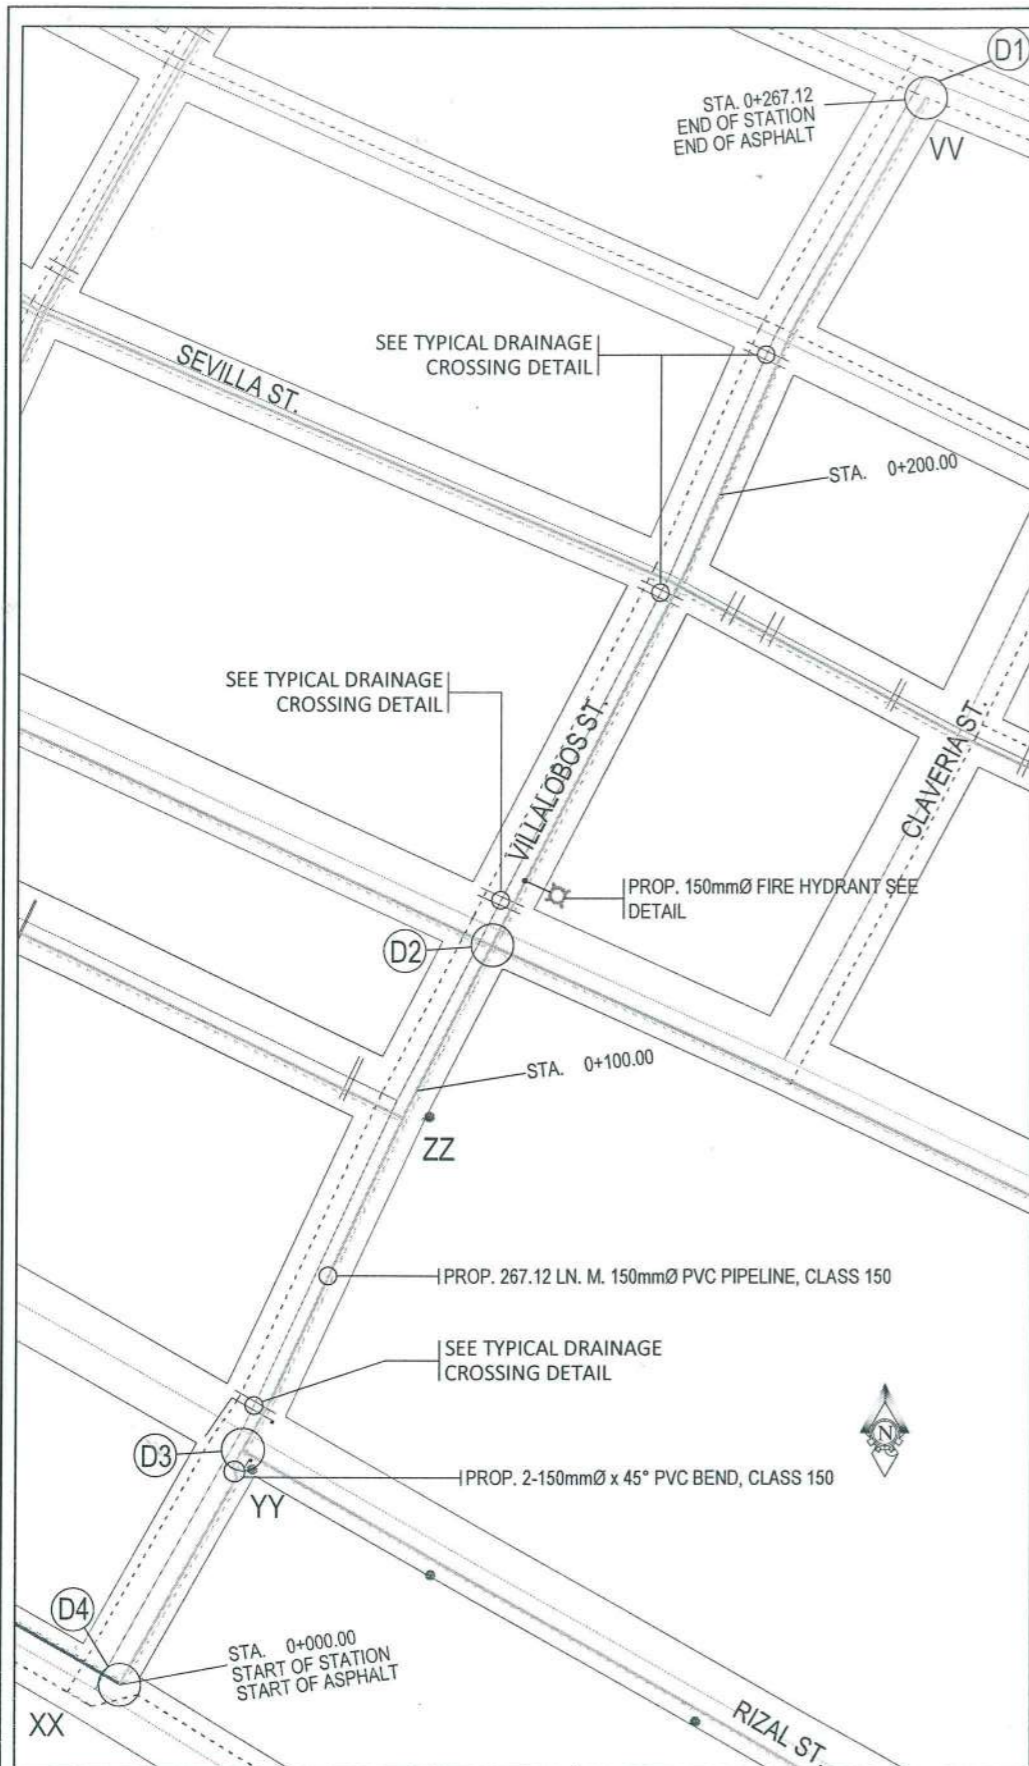 D1
STA. 0+267.12
END OF STATION
END OF ASPHALT
VV
SEE TYPICAL DRAINAGE
CROSSING DETAIL
SEVILLA ST.
STA. 0+200.00
SEE TYPICAL DRAINAGE
CROSSING DETAIL
VILLALOBOS ST.
CLAVERIA ST.
PROP. 150mmØ FIRE HYDRANT SEE
DETAIL
D2
STA. 0+100.00
ZZ
PROP. 267.12 LN. M. 150mmØ PVC PIPELINE, CLASS 150
SEE TYPICAL DRAINAGE
CROSSING DETAIL
N
D3
PROP. 2-150mmØ x 45° PVC BEND, CLASS 150
YY
D4
STA. 0+000.00
START OF STATION
START OF ASPHALT
XX
RIZAL ST.